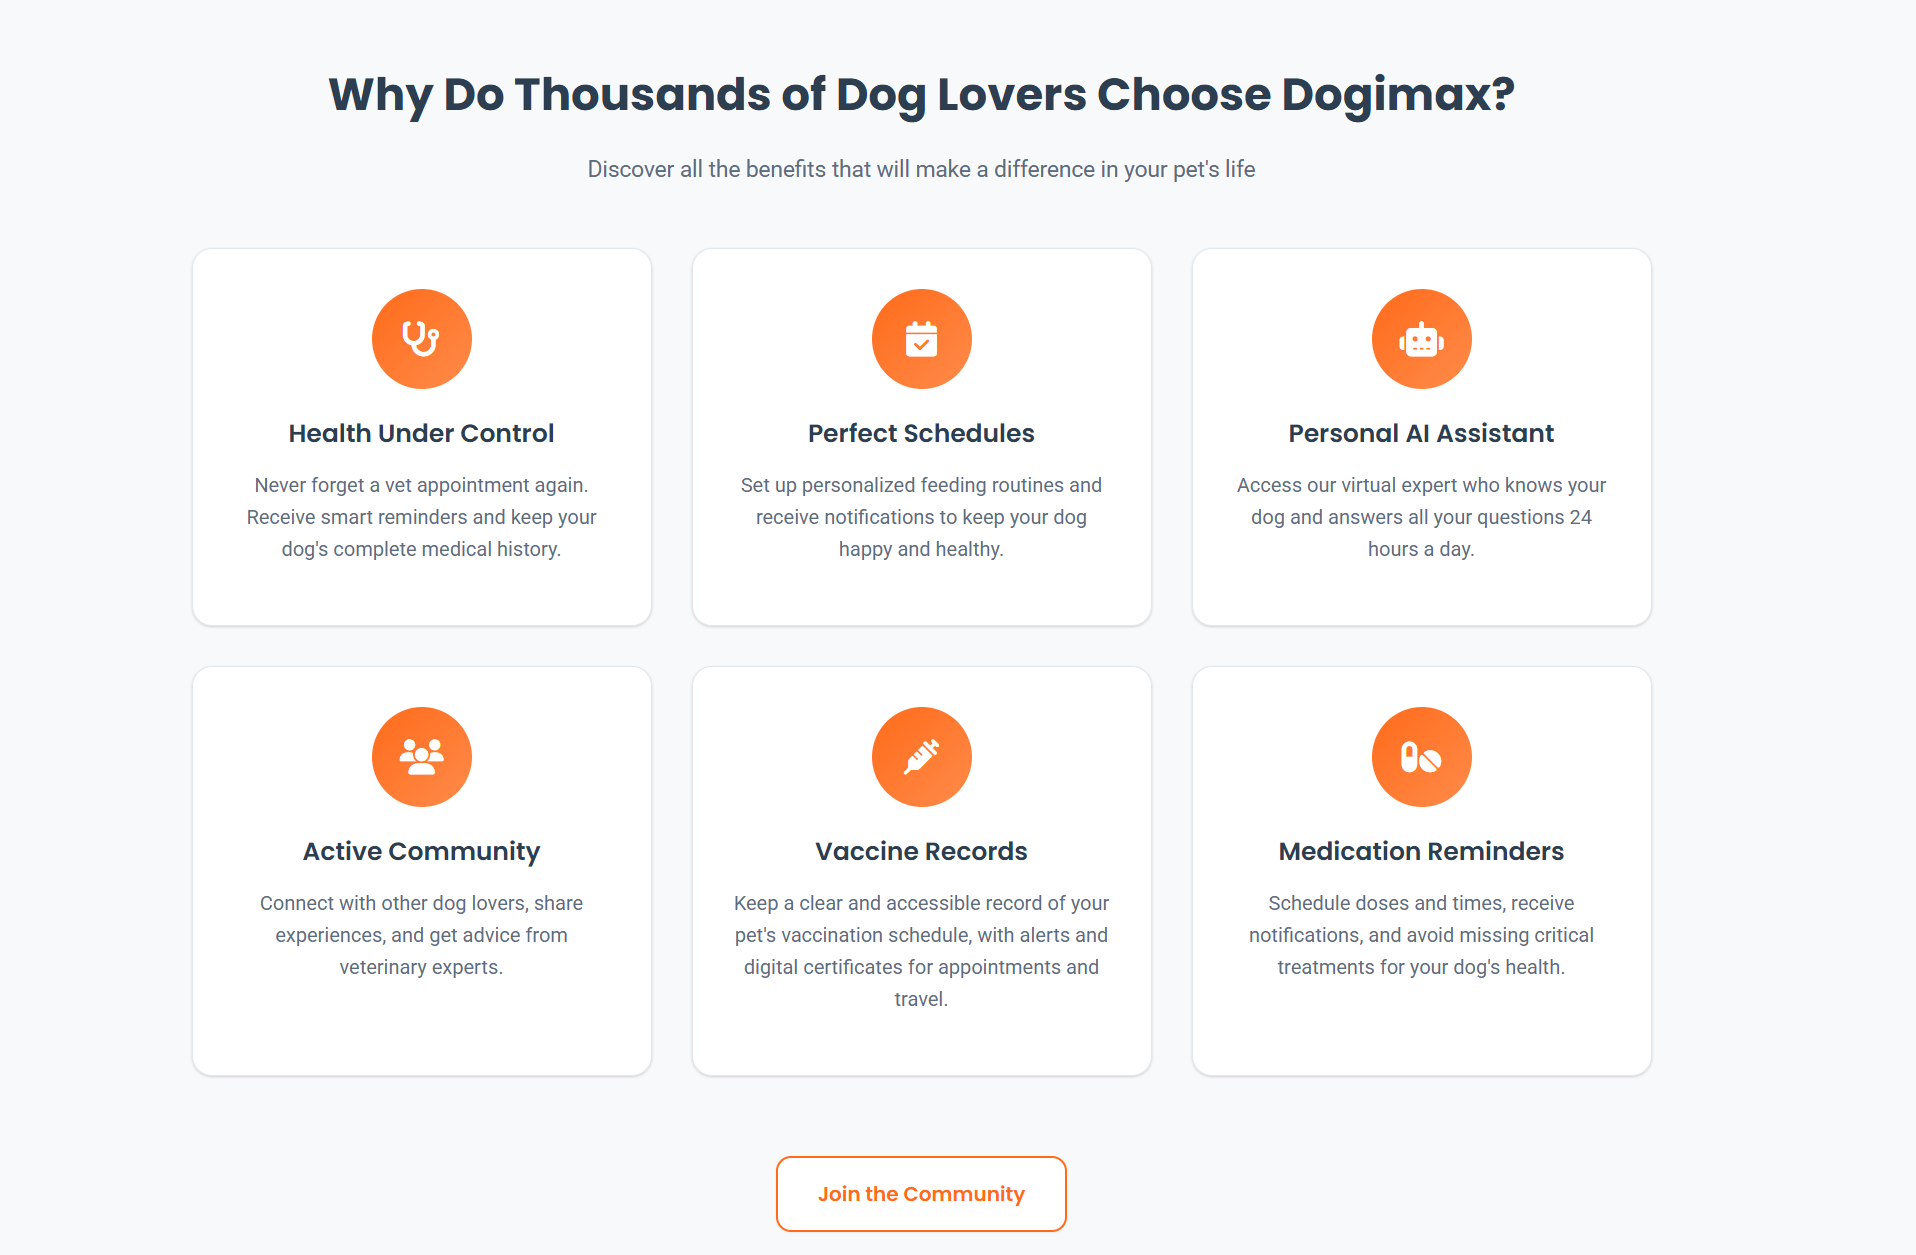 Why Do Thousands of Dog Lovers Choose Dogimax?
Discover all the benefits that will make a difference in your pet's life
Health Under Control
Never forget a vet appointment again.
Receive smart reminders and keep your
dog's complete medical history.
Perfect Schedules
Set up personalized feeding routines and
receive notifications to keep your dog
happy and healthy.
Personal AI Assistant
Access our virtual expert who knows your
dog and answers all your questions 24
hours a day.
Active Community
Connect with other dog lovers, share
experiences, and get advice from
veterinary experts.
Vaccine Records
Keep a clear and accessible record of your
pet's vaccination schedule, with alerts and
digital certificates for appointments and
travel.
Medication Reminders
Schedule doses and times, receive
notifications, and avoid missing critical
treatments for your dog's health.
Join the Community